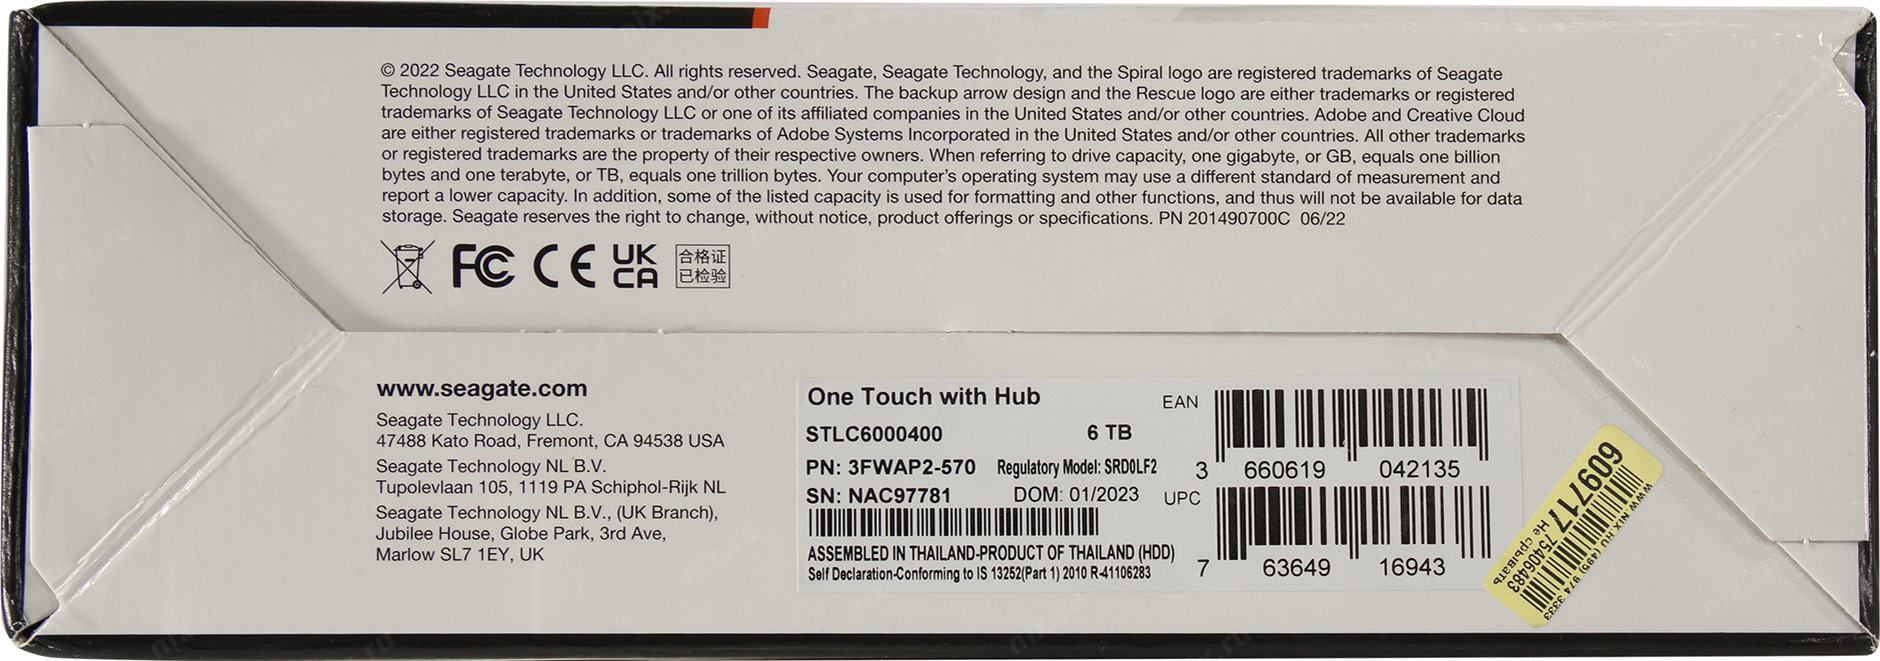 © 2022 Seagate Technology LLC. All rights reserved. Seagate, Seagate Technology, and the Spiral logo are registered trademarks of Seagate
Technology LLC in the United States and/or other countries. The backup arrow design and the Rescue logo are either trademarks or registered
trademarks of Seagate Technology LLC or one of its affiliated companies in the United States and/or other countries. Adobe and Creative Cloud
are either registered trademarks or trademarks of Adobe Systems Incorporated in the United States and/or other countries. All other trademarks
or registered trademarks are the property of their respective owners. When referring to drive capacity, one gigabyte, or GB, equals one billion
bytes and one terabyte, or TB, equals one trillion bytes. Your computer's operating system may use a different standard of measurement and
report a lower capacity. In addition, some of the listed capacity is used for formatting and other functions, and thus will not be available for data
storage. Seagate reserves the right to change, without notice, product offerings or specifications. PN 201490700C 06/22
FC CE UK
CA
合格证
已检验
www.seagate.com
Seagate Technology LLC.
47488 Kato Road, Fremont, CA 94538 USA
Seagate Technology NL B.V.
Tupolevlaan 105, 1119 PA Schiphol-Rijk NL
Seagate Technology NL B.V., (UK Branch),
Jubilee House, Globe Park, 3rd Ave,
Marlow SL7 1EY, UK
One Touch with Hub
STLC6000400 6 TB
PN: 3FWAP2-570 Regulatory Model: SRD0LF2
SN: NAC97781 DOM: 01/2023
ASSEMBLED IN THAILAND-PRODUCT OF THAILAND (HDD)
Self Declaration-Conforming to IS 13252(Part 1) 2010 R-41106283
EAN
3 660619 042135
UPC
7 63649 16943
WWW.NIX.RU (495) 974 3333
609717 75406483
Не срывать
nix.ru